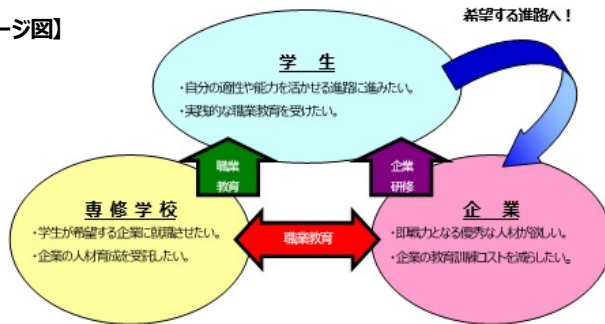 ージ図】
希望する進路へ！
学 生
・自分の適性や能力を活かせる進路に進みたい。
・実践的な職業教育を受けたい。
職業
教育
企業
研修
専修学校
・学生が希望する企業に就職させたい。
・企業の人材育成を受託したい。
職業教育
企 業
・即戦力となる優秀な人材が欲しい。
・企業の教育訓練コストを減らしたい。